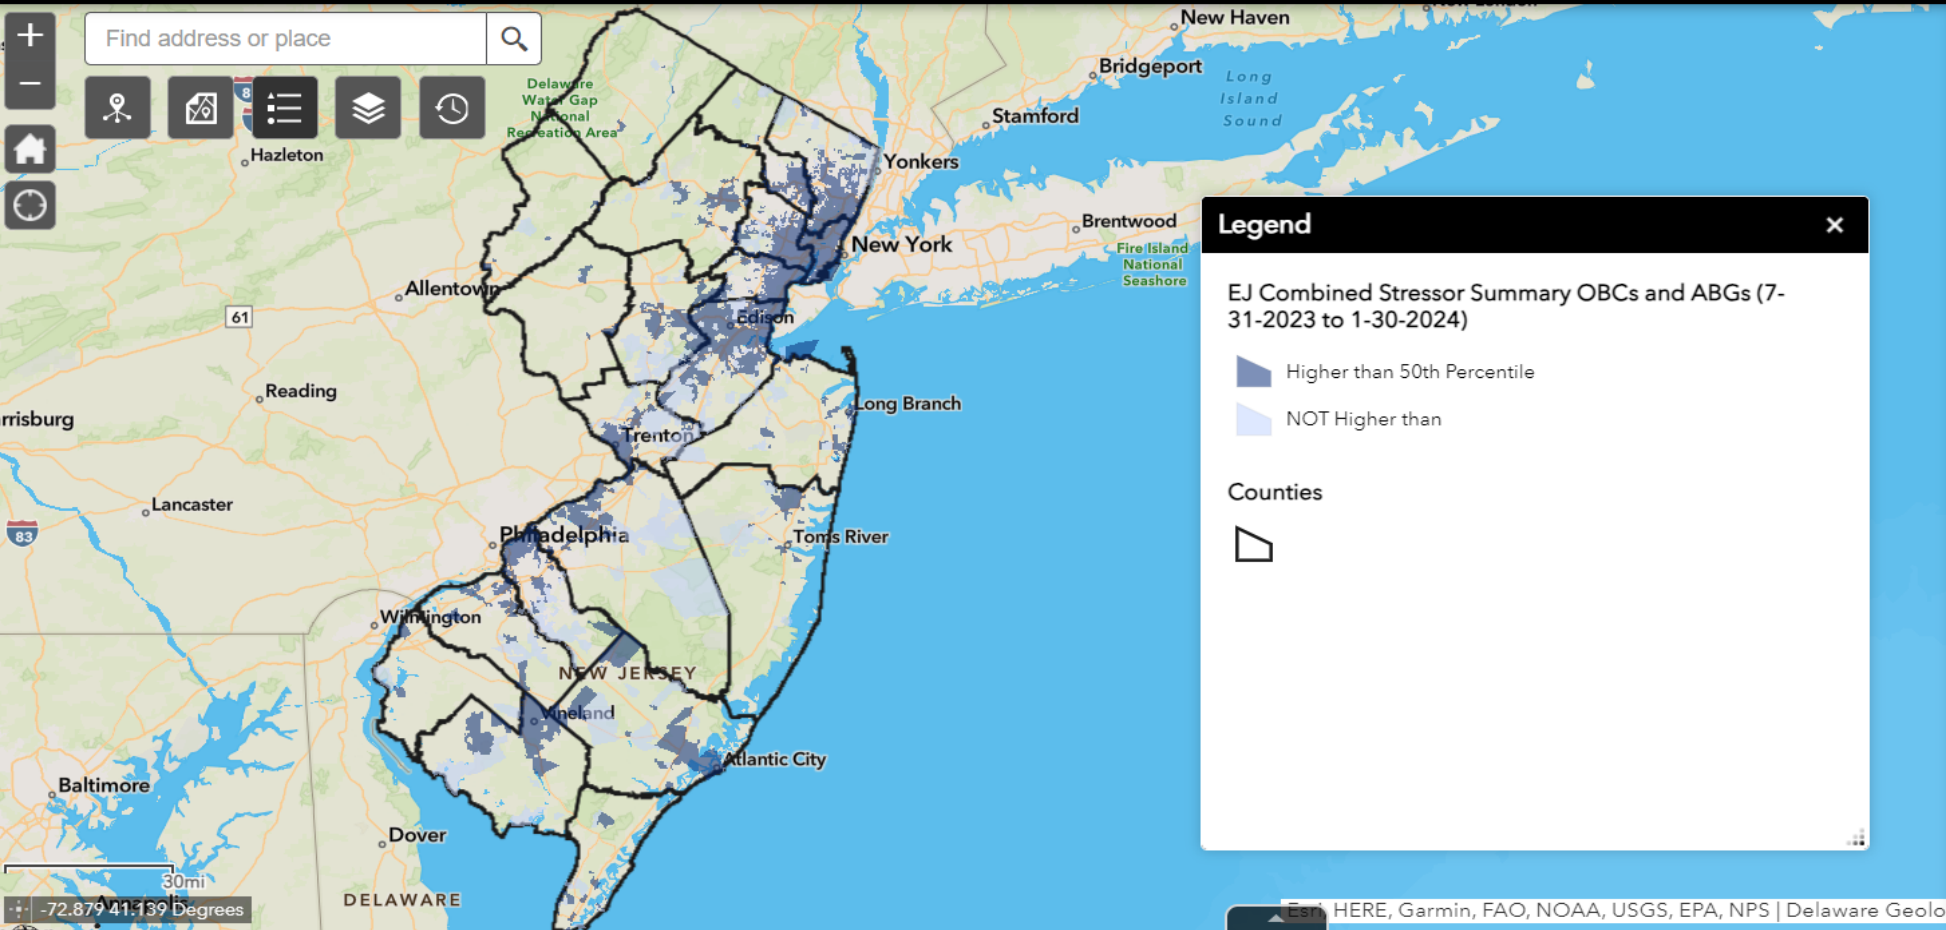 +
Find address or place
−
8
New Haven
Bridgeport
Long
Island
Sound
Stamford
Delaware
Water Gap
National
Recreation Area
Hazleton
Yonkers
Brentwood
New York
Fire Island
National
Seashore
Allentown
61
Edison
Reading
Long Branch
rrisburg
Trenton
Lancaster
83
Philadelphia
Toms River
Wilmington
NEW JERSEY
Vineland
Atlantic City
Baltimore
Dover
30mi
Annapolis
-72.879 41.139 Degrees
DELAWARE
Legend
×
EJ Combined Stressor Summary OBCs and ABGs (7-
31-2023 to 1-30-2024)
Higher than 50th Percentile
NOT Higher than
Counties
Esri, HERE, Garmin, FAO, NOAA, USGS, EPA, NPS | Delaware Geolo